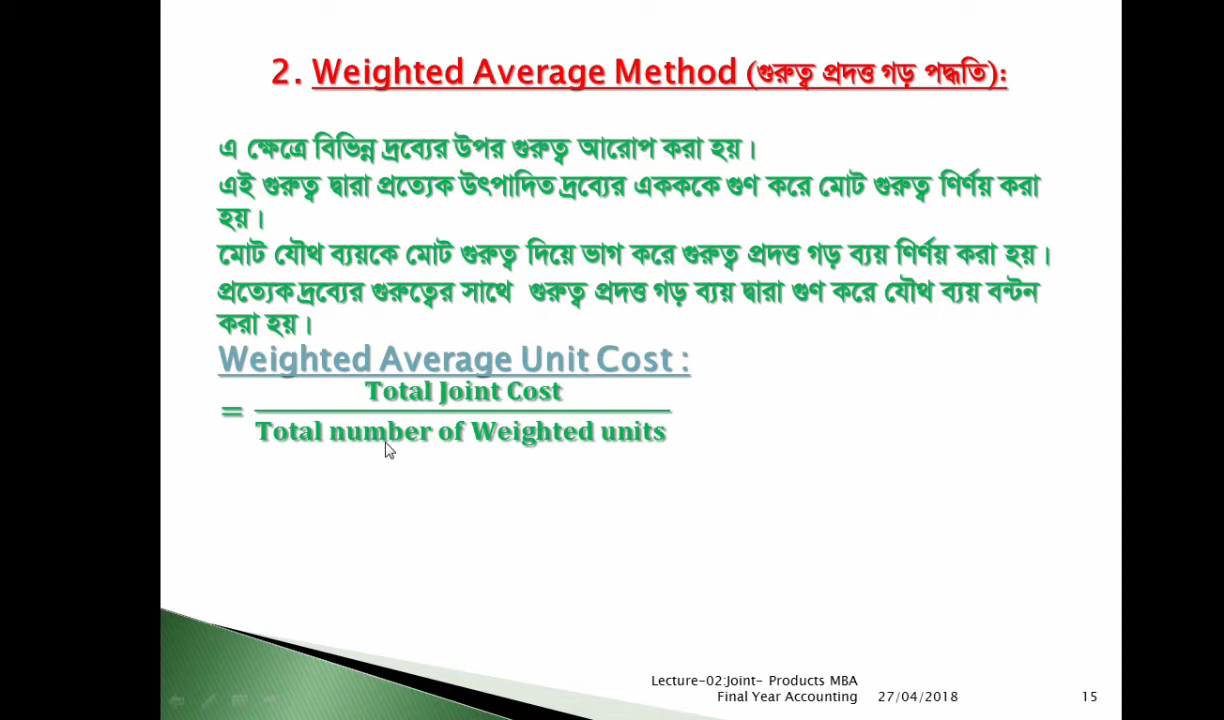 2. Weighted Average Method (গুরুত্ব প্রদত্ত গড় পদ্ধতি):
এ ক্ষেত্রে বিভিন্ন দ্রব্যের উপর গুরুত্ব আরোপ করা হয়।
এই গুরুত্ব দ্বারা প্রত্যেক উৎপাদিত দ্রব্যের একককে গুণ করে মোট গুরুত্ব ণির্ণয় করা
হয়।
মোট যৌথ ব্যয়কে মোট গুরুত্ব দিয়ে ভাগ করে গুরুত্ব প্রদত্ত গড় ব্যয় ণির্ণয় করা হয়।
প্রত্যেক দ্রব্যের গুরুত্বের সাথে গুরুত্ব প্রদত্ত গড় ব্যয় দ্বারা গুণ করে যৌথ ব্যয় বন্টন
করা হয়।
Weighted Average Unit Cost :
Total Joint Cost
=
Total number of Weighted units
Lecture-02:Joint- Products MBA
Final Year Accounting 27/04/2018 15